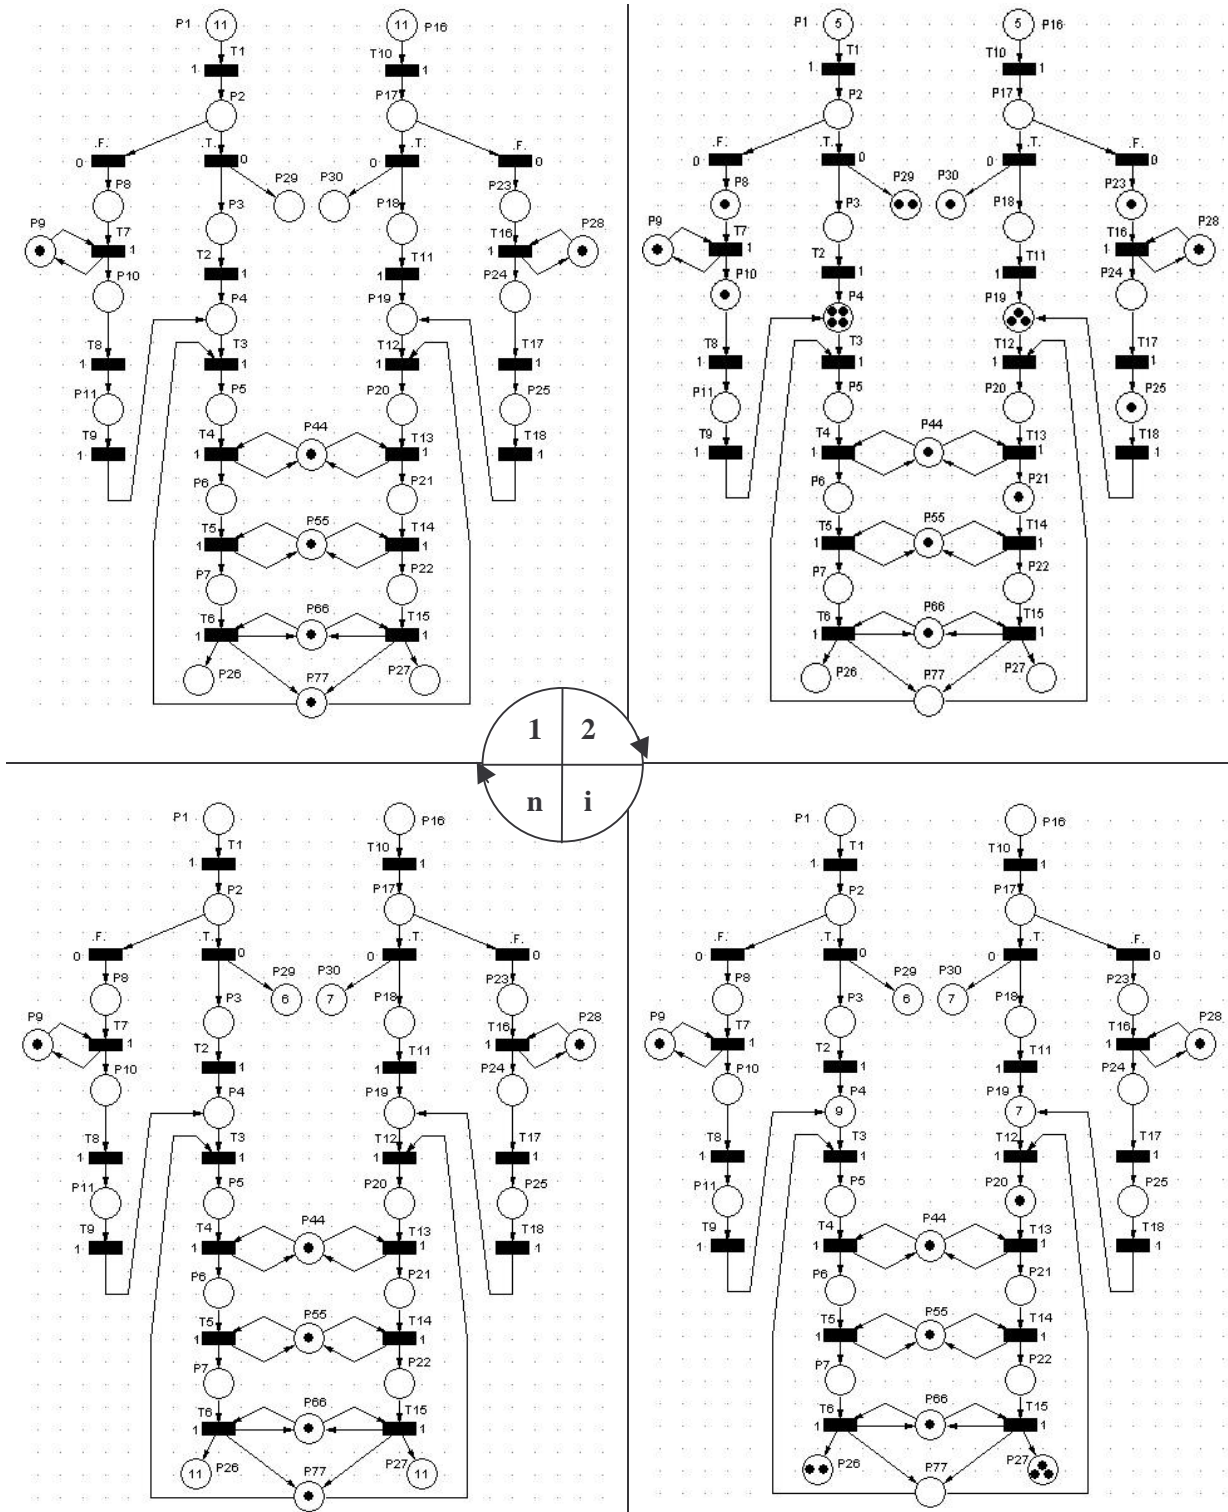 P1 11 11 P16
T1 T10
1 1
P2 P17
.F. .T. .T. .F.
0 0 0 0
P8 P29 P30 P23
P3 P18
P9 T7 T16 P28
1 1
T2 T11
P10 1 1 P24
P4 P19
T8 T3 T12 T17
1 1 1 1
P11 P5 P20 P25
T9 T4 P44 T13 T18
1 1 1 1
P6 P21
T5 P55 T14
1 1
P7 P22
T6 P66 T15
1 1
P26 P77 P27
P1 5 5 P16
T1 T10
1 1
P2 P17
.F. .T. .T. .F.
0 0 0 0
P8 P29 P30 P23
P3 P18
P9 T7 T16 P28
1 1
T2 T11
P10 1 1 P24
P4 P19
T8 T3 T12 T17
1 1 1 1
P11 P5 P20 P25
T9 T4 P44 T13 T18
1 1 1 1
P6 P21
T5 P55 T14
1 1
P7 P22
T6 P66 T15
1 1
P26 P77 P27
1 2
n i
P1 P16
T1 T10
1 1
P2 P17
.F. .T. .T. .F.
0 0 0 0
P8 P29 P30 P23
6 7
P3 P18
P9 T7 T16 P28
1 1
T2 T11
P10 1 1 P24
P4 P19
T8 T3 T12 T17
1 1 1 1
P11 P5 P20 P25
T9 T4 P44 T13 T18
1 1 1 1
P6 P21
T5 P55 T14
1 1
P7 P22
T6 P66 T15
1 1
11 P26 P77 P27 11
P1 P16
T1 T10
1 1
P2 P17
.F. .T. .T. .F.
0 0 0 0
P8 P29 P30 P23
6 7
P3 P18
P9 T7 T16 P28
1 1
T2 T11
P10 1 1 P24
P4 P19
9 7
T8 T3 T12 T17
1 1 1 1
P11 P5 P20 P25
T9 T4 P44 T13 T18
1 1 1 1
P6 P21
T5 P55 T14
1 1
P7 P22
T6 P66 T15
1 1
P26 P77 P27